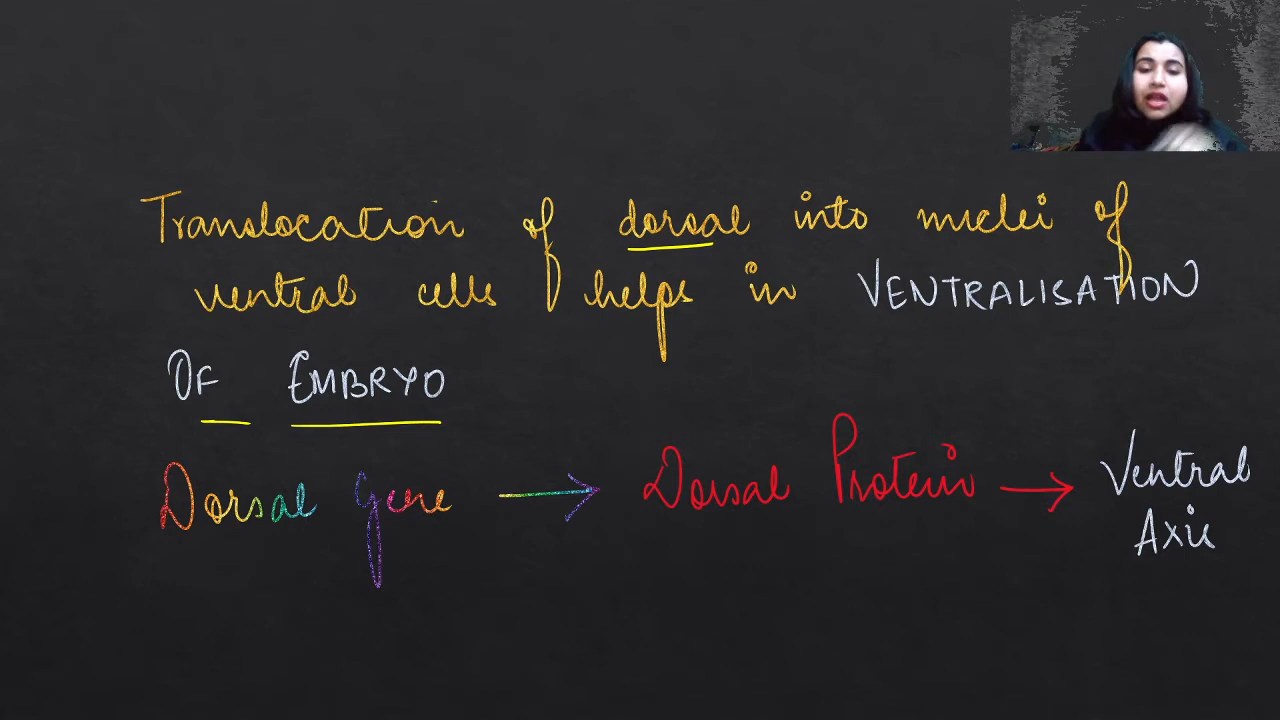 Translocation of dorsal into nuclei of
ventral cells helps in VENTRALISATION
OF EMBRYO
Dorsal gene → Dorsal Protein → Ventral
Axis